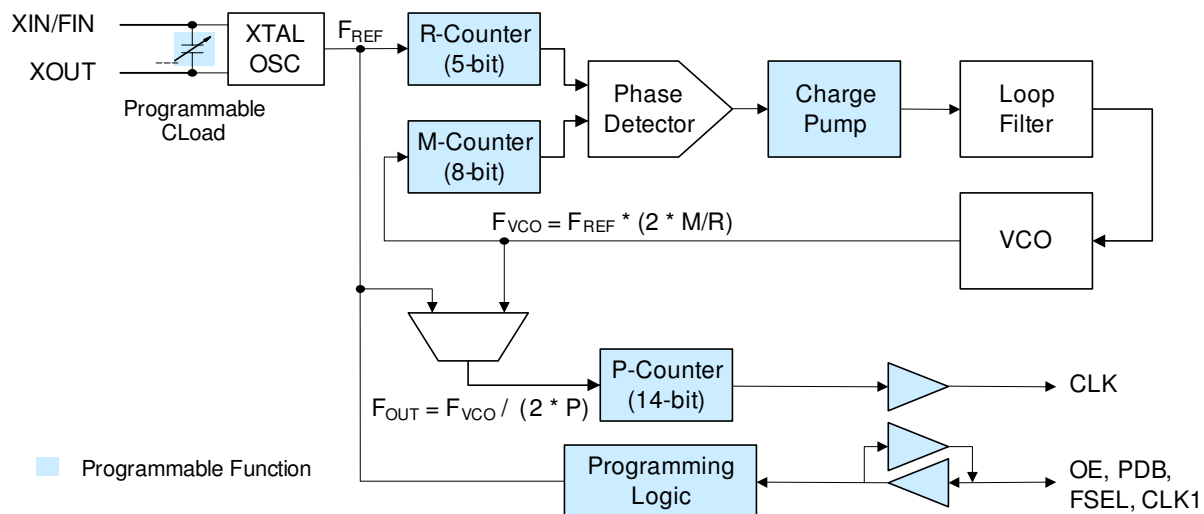 XIN/FIN
XOUT
Programmable
CLoad
XTAL
OSC
FREF
R-Counter
(5-bit)
M-Counter
(8-bit)
Phase
Detector
Charge
Pump
Loop
Filter
VCO
FVCO = FREF * (2 * M/R)
P-Counter
(14-bit)
CLK
FOUT = FVCO / (2 * P)
Programming
Logic
OE, PDB,
FSEL, CLK1
Programmable Function